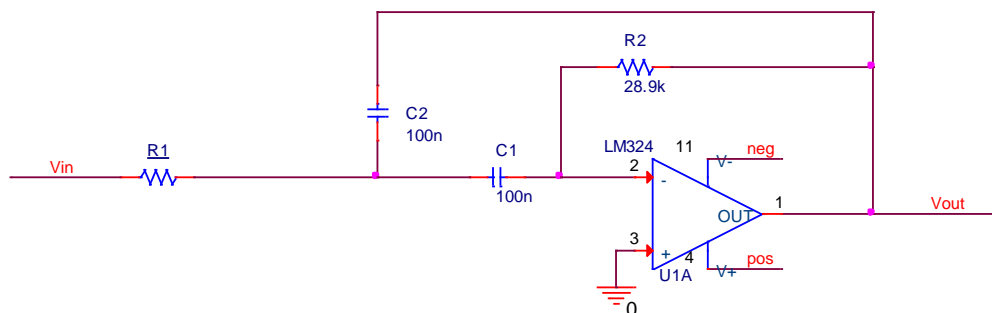 R2
28.9k
C2
100n
LM324
11
neg
V-
Vin
R1
C1
100n
2
-
OUT
1
Vout
3
+
4
V+
pos
U1A
0